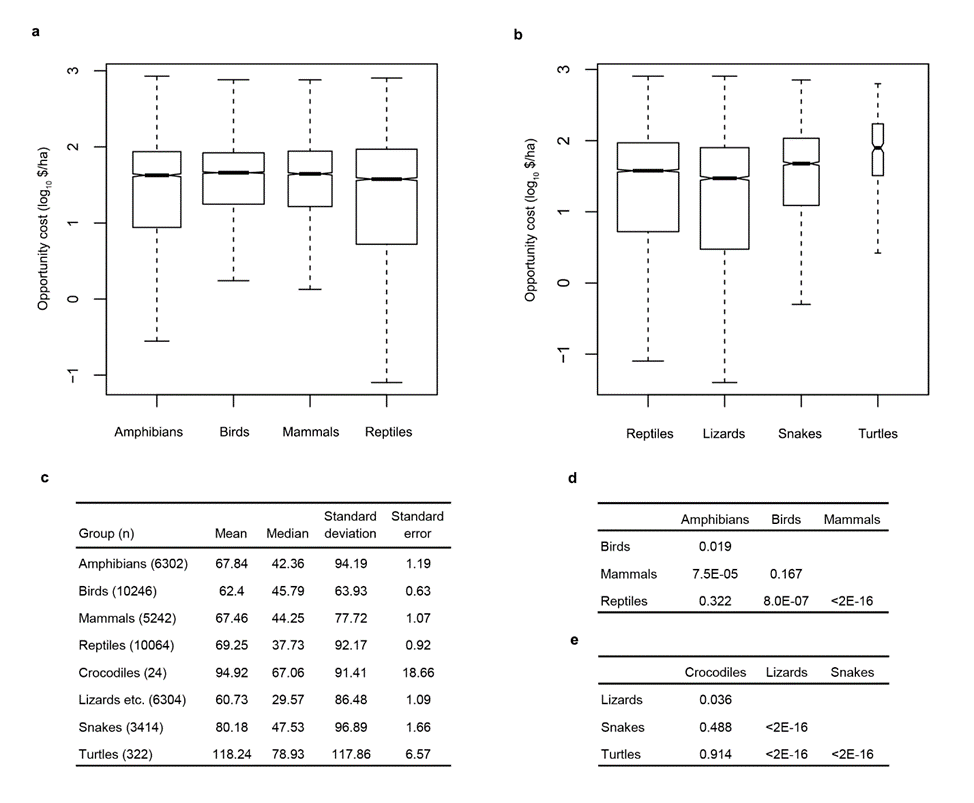 a
Opportunity cost (log10 $/ha)
3
2
1
0
−1
Amphibians Birds Mammals Reptiles
b
Opportunity cost (log10 $/ha)
3
2
1
0
−1
Reptiles Lizards Snakes Turtles
c
Group (n) Mean Median Standard deviation Standard error
Amphibians (6302) 67.84 42.36 94.19 1.19
Birds (10246) 62.4 45.79 63.93 0.63
Mammals (5242) 67.46 44.25 77.72 1.07
Reptiles (10064) 69.25 37.73 92.17 0.92
Crocodiles (24) 94.92 67.06 91.41 18.66
Lizards etc. (6304) 60.73 29.57 86.48 1.09
Snakes (3414) 80.18 47.53 96.89 1.66
Turtles (322) 118.24 78.93 117.86 6.57
d
Amphibians Birds Mammals
Birds 0.019
Mammals 7.5E-05 0.167
Reptiles 0.322 8.0E-07 <2E-16
e
Crocodiles Lizards Snakes
Lizards 0.036
Snakes 0.488 <2E-16
Turtles 0.914 <2E-16 <2E-16